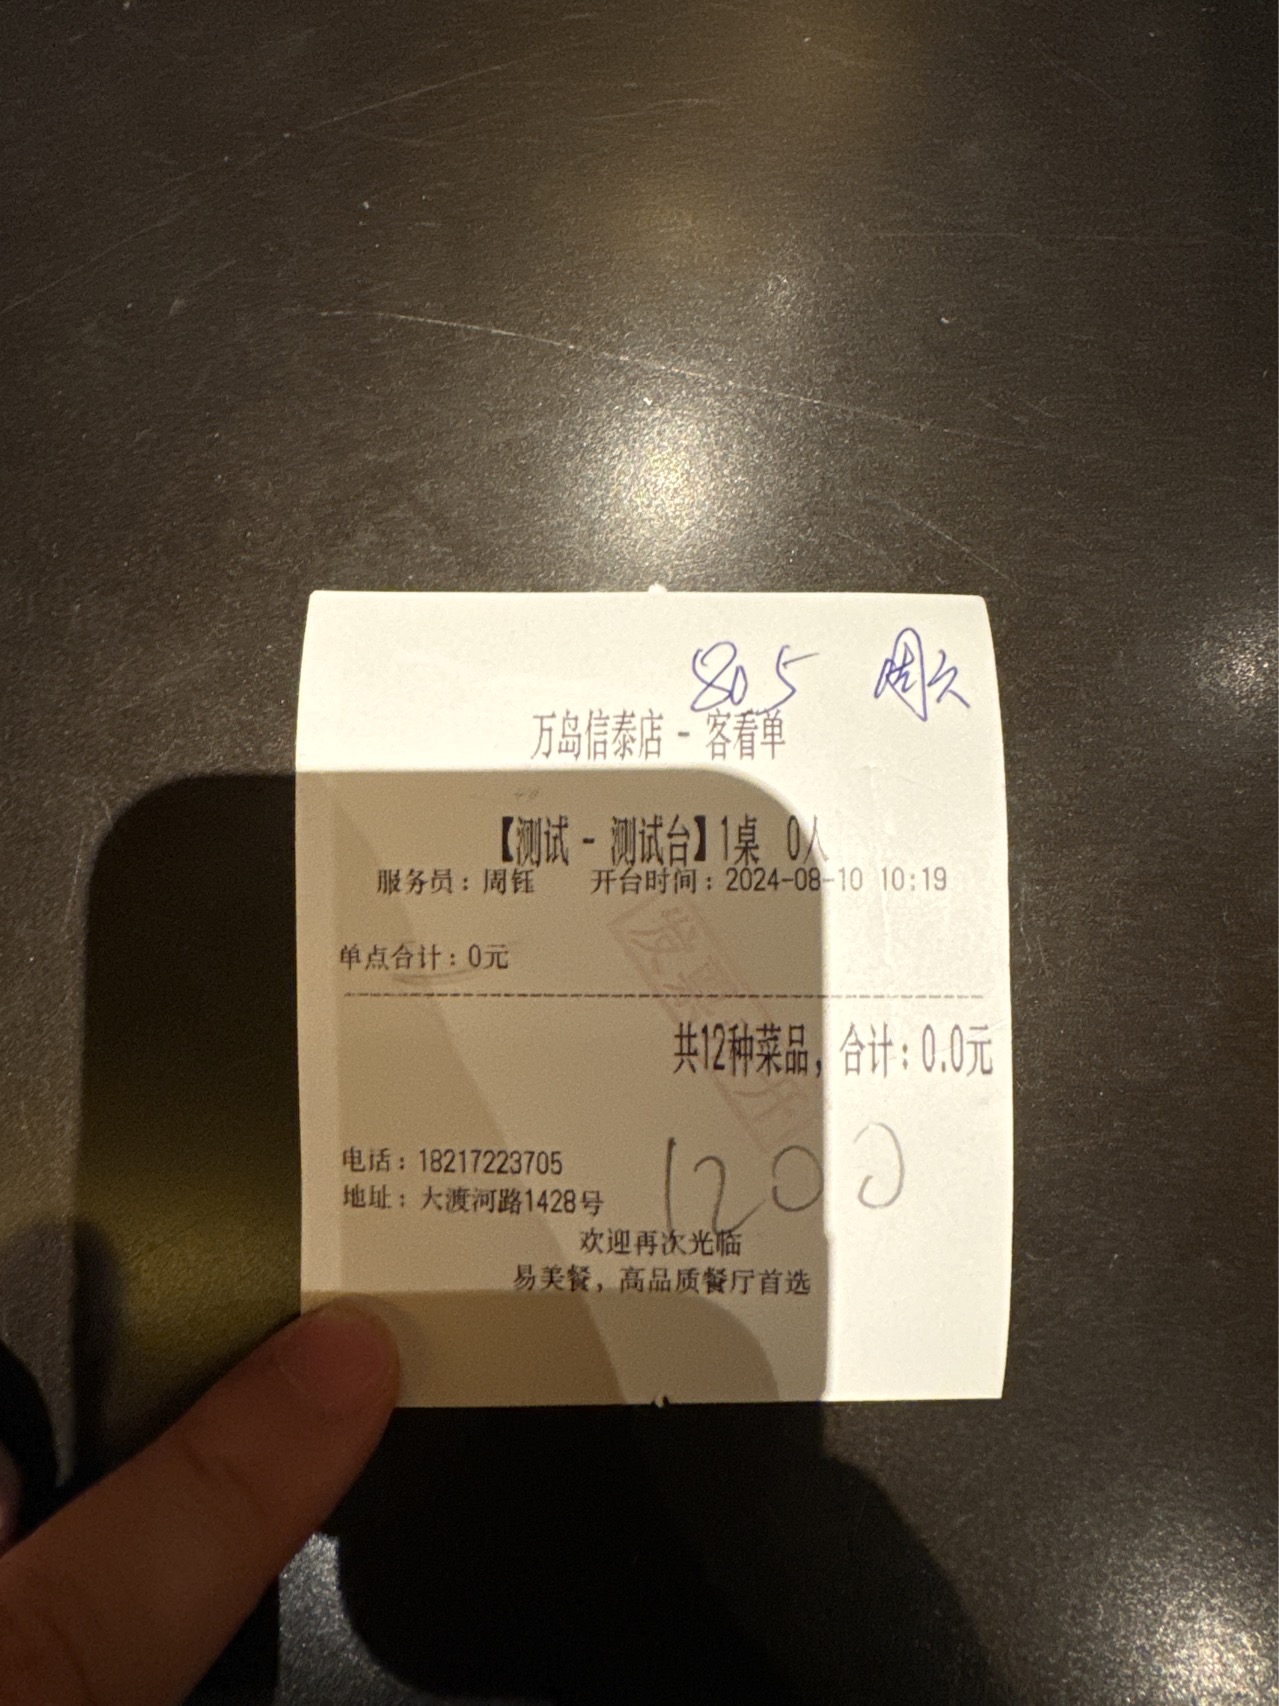 805 周
万岛信泰店 - 客看单
【测试 - 测试台】1桌 0人
服务员：周钰 开台时间：2024-08-10 10:19
单点合计：0元
共12种菜品，合计：0.0元
发票 开
1200
电话：18217223705
地址：大渡河路1428号
欢迎再次光临
易美餐，高品质餐厅首选